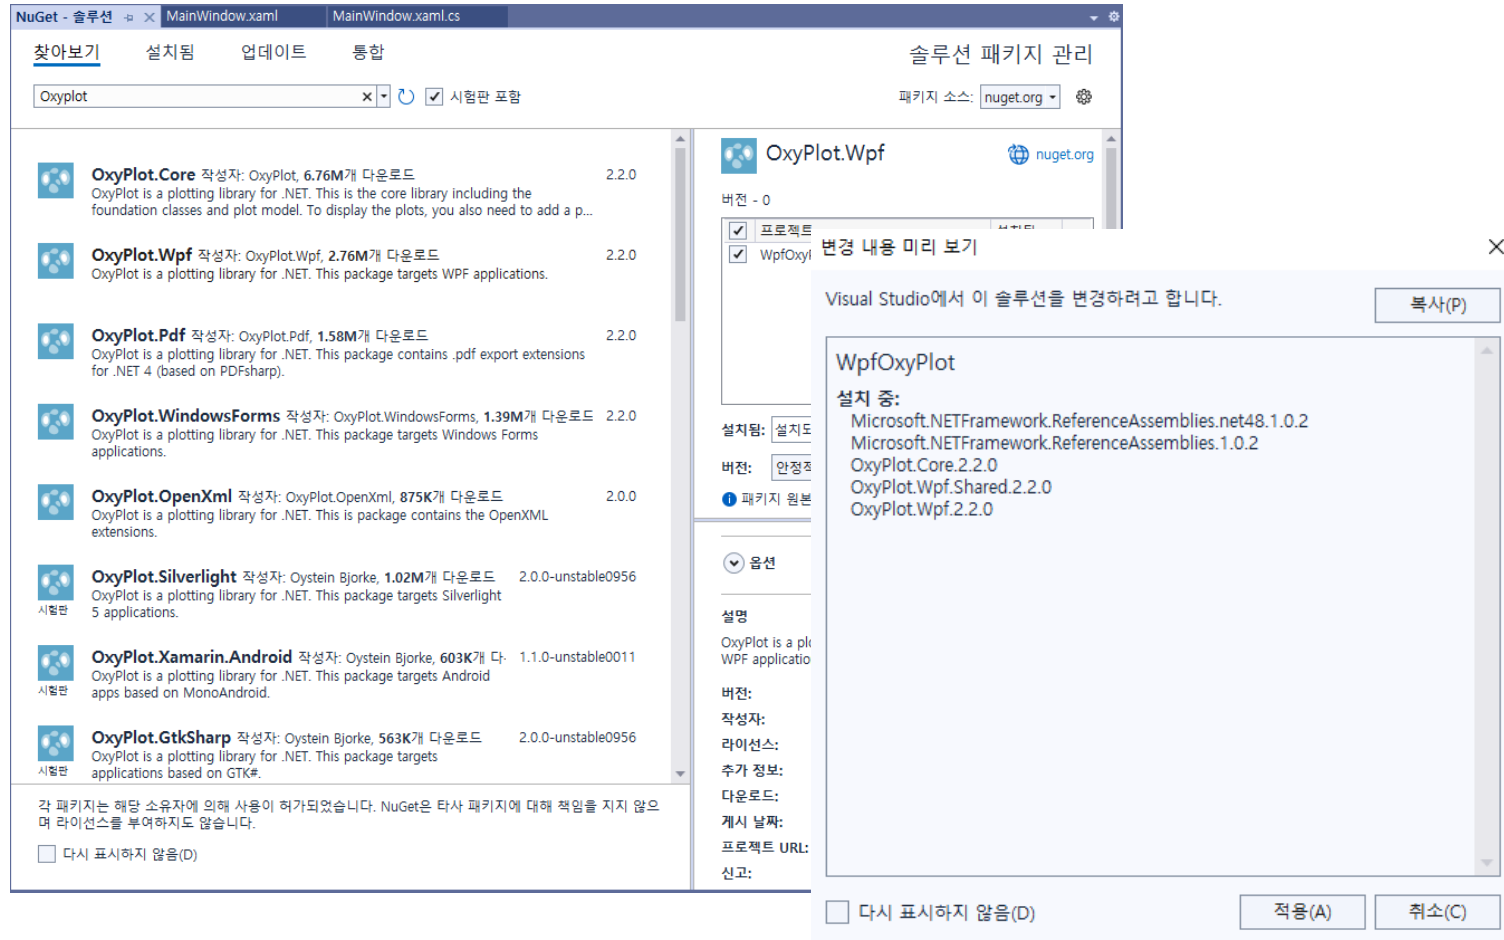 NuGet - 솔루션
MainWindow.xaml
MainWindow.xaml.cs
찾아보기
설치됨
업데이트
통합
솔루션 패키지 관리
Oxyplot
시험판 포함
패키지 소스:
nuget.org
OxyPlot.Core 작성자: OxyPlot, 6.76M개 다운로드
2.2.0
OxyPlot is a plotting library for .NET. This is the core library including the
foundation classes and plot model. To display the plots, you also need to add a p...
OxyPlot.Wpf 작성자: OxyPlot.Wpf, 2.76M개 다운로드
2.2.0
OxyPlot is a plotting library for .NET. This package targets WPF applications.
OxyPlot.Pdf 작성자: OxyPlot.Pdf, 1.58M개 다운로드
2.2.0
OxyPlot is a plotting library for .NET. This package contains .pdf export extensions
for .NET 4 (based on PDFsharp).
OxyPlot.WindowsForms 작성자: OxyPlot.WindowsForms, 1.39M개 다운로드
2.2.0
OxyPlot is a plotting library for .NET. This package targets Windows Forms
applications.
OxyPlot.OpenXml 작성자: OxyPlot.OpenXml, 875K개 다운로드
2.0.0
OxyPlot is a plotting library for .NET. This is package contains the OpenXML
extensions.
OxyPlot.Silverlight 작성자: Oystein Bjorke, 1.02M개 다운로드
2.0.0-unstable0956
OxyPlot is a plotting library for .NET. This package targets Silverlight
시험판
5 applications.
OxyPlot.Xamarin.Android 작성자: Oystein Bjorke, 603K개 다
1.1.0-unstable0011
OxyPlot is a plotting library for .NET. This package targets Android
시험판
apps based on MonoAndroid.
OxyPlot.GtkSharp 작성자: Oystein Bjorke, 563K개 다운로드
2.0.0-unstable0956
OxyPlot is a plotting library for .NET. This package targets
시험판
applications based on GTK#.
각 패키지는 해당 소유자에 의해 사용이 허가되었습니다. NuGet은 타사 패키지에 대해 책임을 지지 않으
며 라이선스를 부여하지도 않습니다.
다시 표시하지 않음(D)
OxyPlot.Wpf
nuget.org
버전 - 0
프로젝트
WpfOxyP
설치됨:
버전:
안정적
패키지 원본
옵션
설명
OxyPlot is a plo
WPF applicatio
버전:
작성자:
라이선스:
추가 정보:
다운로드:
게시 날짜:
프로젝트 URL:
신고:
변경 내용 미리 보기
Visual Studio에서 이 솔루션을 변경하려고 합니다.
복사(P)
WpfOxyPlot
설치 중:
Microsoft.NETFramework.ReferenceAssemblies.net48.1.0.2
Microsoft.NETFramework.ReferenceAssemblies.1.0.2
OxyPlot.Core.2.2.0
OxyPlot.Wpf.Shared.2.2.0
OxyPlot.Wpf.2.2.0
다시 표시하지 않음(D)
적용(A)
취소(C)